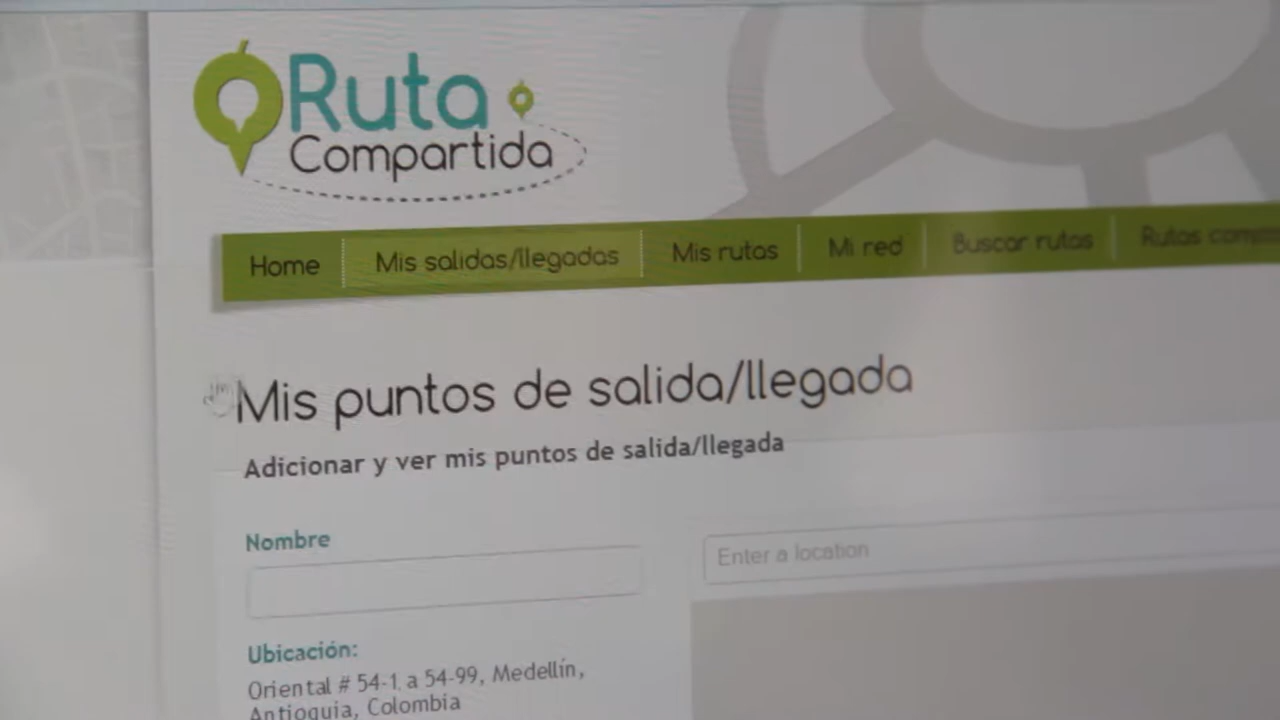 Ruta
Compartida
Home
Mis salidas/llegadas
Mis rutas
Mi red
Buscar rutas
Rutas
Mis puntos de salida/llegada
Adicionar y ver mis puntos de salida/llegada
Nombre
Enter a location
Ubicación:
Oriental # 54-1 a 54-99, Medellín,
Antioquia, Colombia